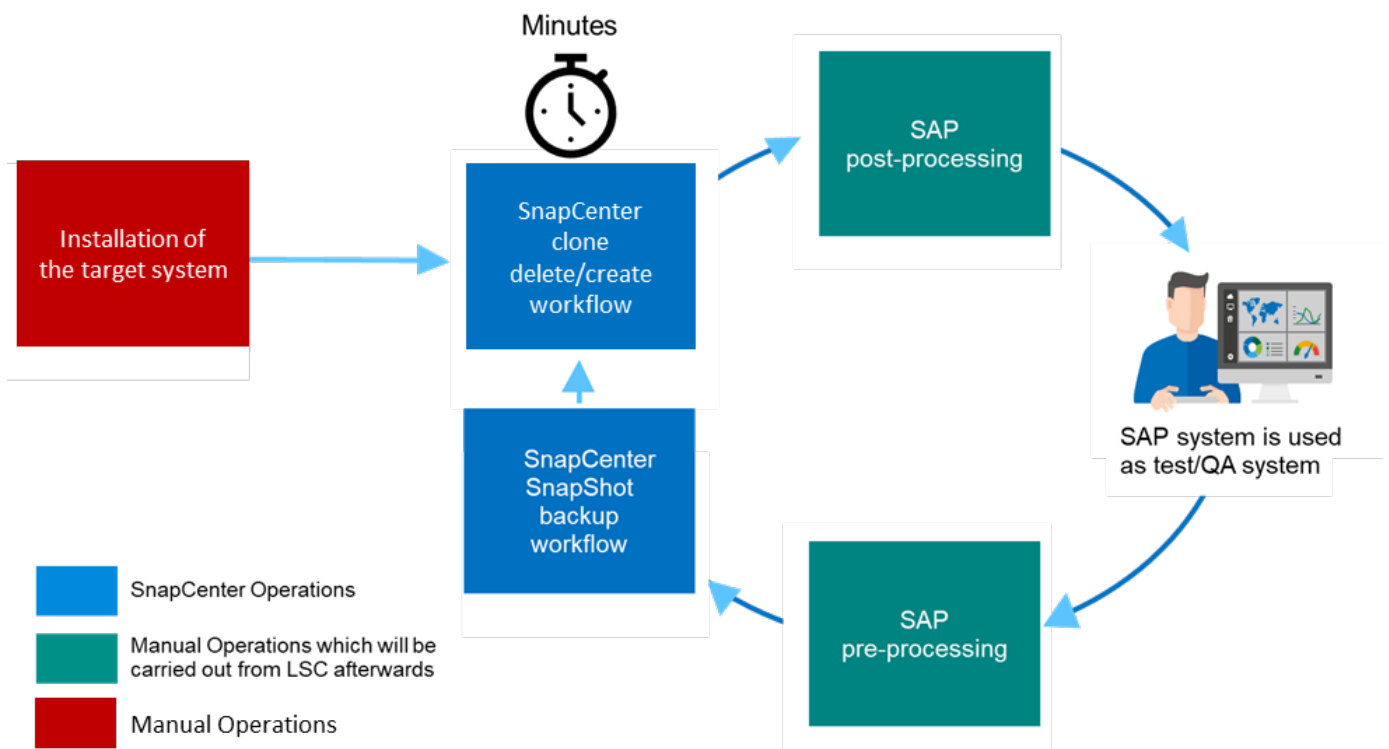 Minutes
Installation of
the target system
SnapCenter
clone
delete/create
workflow
SAP
post-processing
SAP system is used
as test/QA system
SnapCenter
SnapShot
backup
workflow
SAP
pre-processing
SnapCenter Operations
Manual Operations which will be
carried out from LSC afterwards
Manual Operations